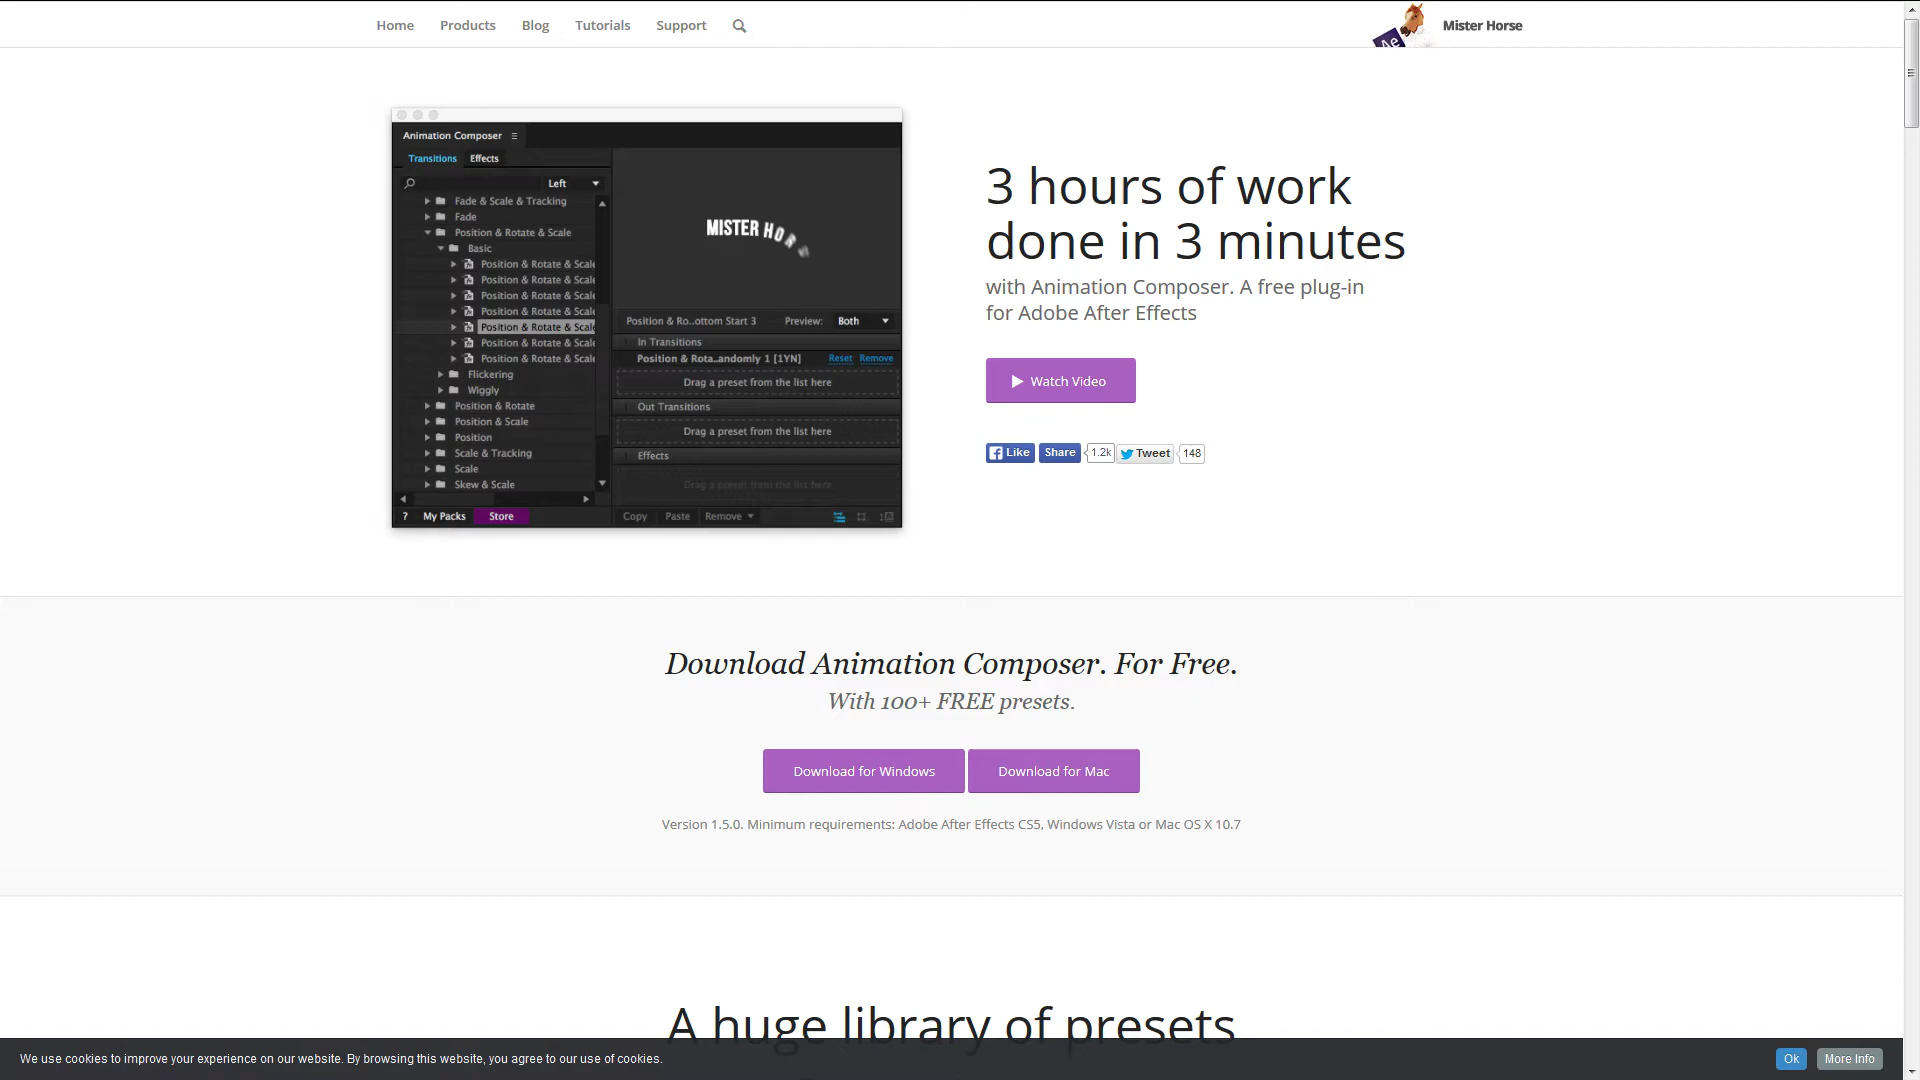 Home Products Blog Tutorials Support
Ae Mister Horse
Animation Composer
Transitions Effects
Left
Fade & Scale & Tracking
Fade
Position & Rotate & Scale
Basic
Position & Rotate & Scale
Position & Rotate & Scale
Position & Rotate & Scale
Position & Rotate & Scale
Position & Rotate & Scale
Position & Rotate & Scale
Position & Rotate & Scale
Flickering
Wiggly
Position & Rotate
Position & Scale
Position
Scale & Tracking
Scale
Skew & Scale
? My Packs Store
MISTER HOR
Position & Ro..ottom Start 3 Preview: Both
In Transitions
Position & Rota..andomly 1 [1YN] Reset Remove
Drag a preset from the list here
Out Transitions
Drag a preset from the list here
Effects
Drag a preset from the list here
Copy Paste Remove
3 hours of work
done in 3 minutes
with Animation Composer. A free plug-in
for Adobe After Effects
Watch Video
Like Share 1.2k Tweet 148
Download Animation Composer. For Free.
With 100+ FREE presets.
Download for Windows Download for Mac
Version 1.5.0. Minimum requirements: Adobe After Effects CS5, Windows Vista or Mac OS X 10.7
A huge library of presets
We use cookies to improve your experience on our website. By browsing this website, you agree to our use of cookies.
Ok More Info